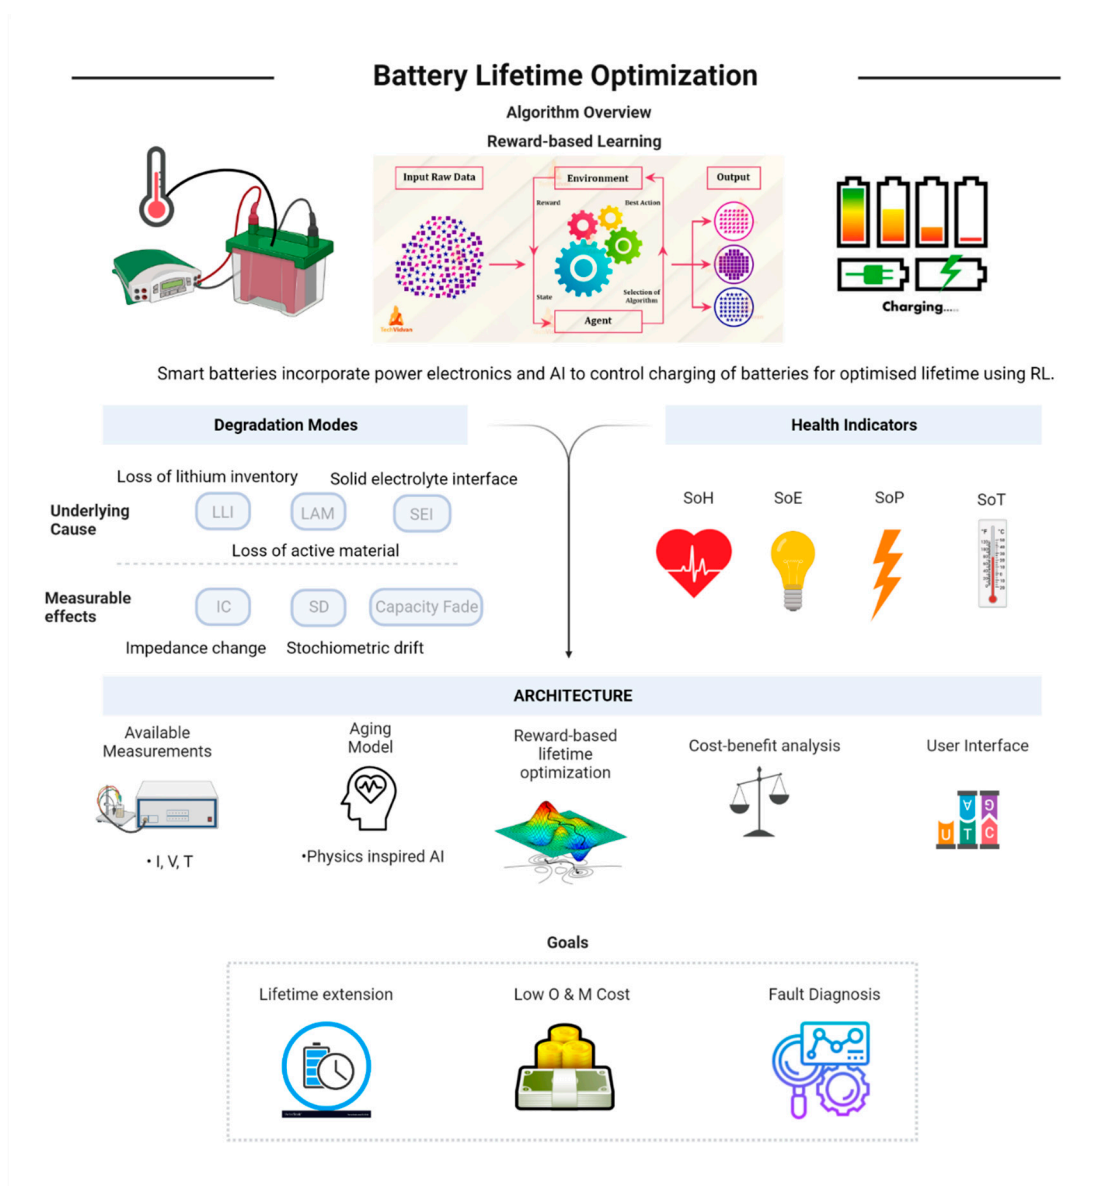 Battery Lifetime Optimization
Algorithm Overview
Reward-based Learning
Input Raw Data
Environment
Output
Reward
Best Action
State
Selection of
Algorithm
Agent
TechVidvan
Charging.....
Smart batteries incorporate power electronics and AI to control charging of batteries for optimised lifetime using RL.
Degradation Modes
Health Indicators
Loss of lithium inventory
Solid electrolyte interface
Underlying
Cause
LLI
LAM
SEI
Loss of active material
Measurable
effects
IC
SD
Capacity Fade
Impedance change
Stochiometric drift
SoH
SoE
SoP
SoT
°F
°C
ARCHITECTURE
Available
Measurements
• I, V, T
Aging
Model
•Physics inspired AI
Reward-based
lifetime
optimization
Cost-benefit analysis
User Interface
A
G
U
T
C
Goals
Lifetime extension
Low O & M Cost
Fault Diagnosis